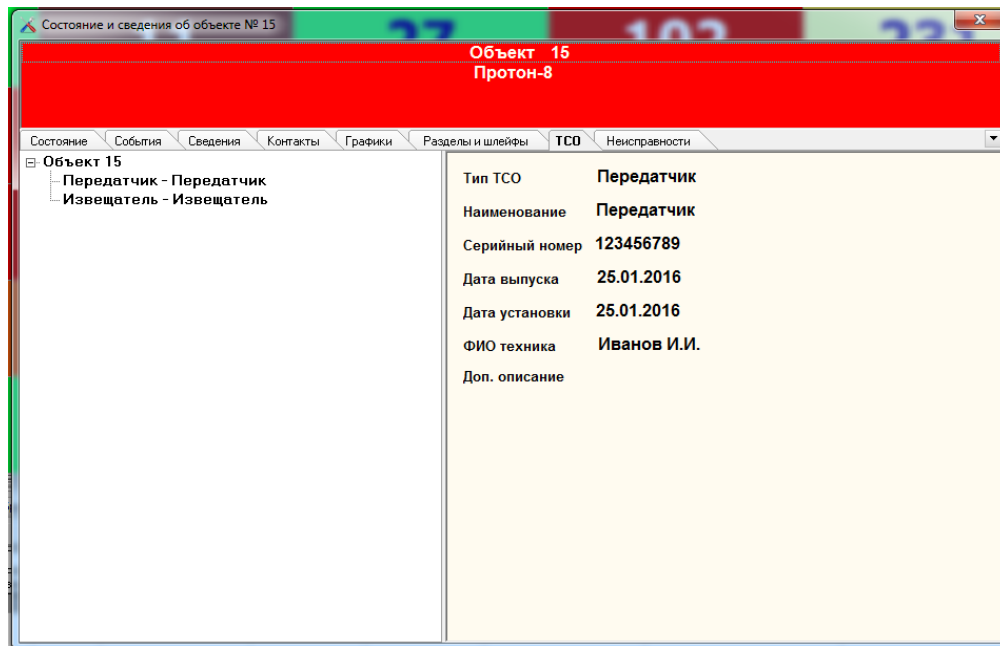 Состояние и сведения об объекте № 15
27
102
Объект 15
Протон-8
Состояние События Сведения Контакты Графики Разделы и шлейфы ТСО Неисправности
Объект 15
Передатчик - Передатчик
Извещатель - Извещатель
Тип ТСО Передатчик
Наименование Передатчик
Серийный номер 123456789
Дата выпуска 25.01.2016
Дата установки 25.01.2016
ФИО техника Иванов И.И.
Доп. описание